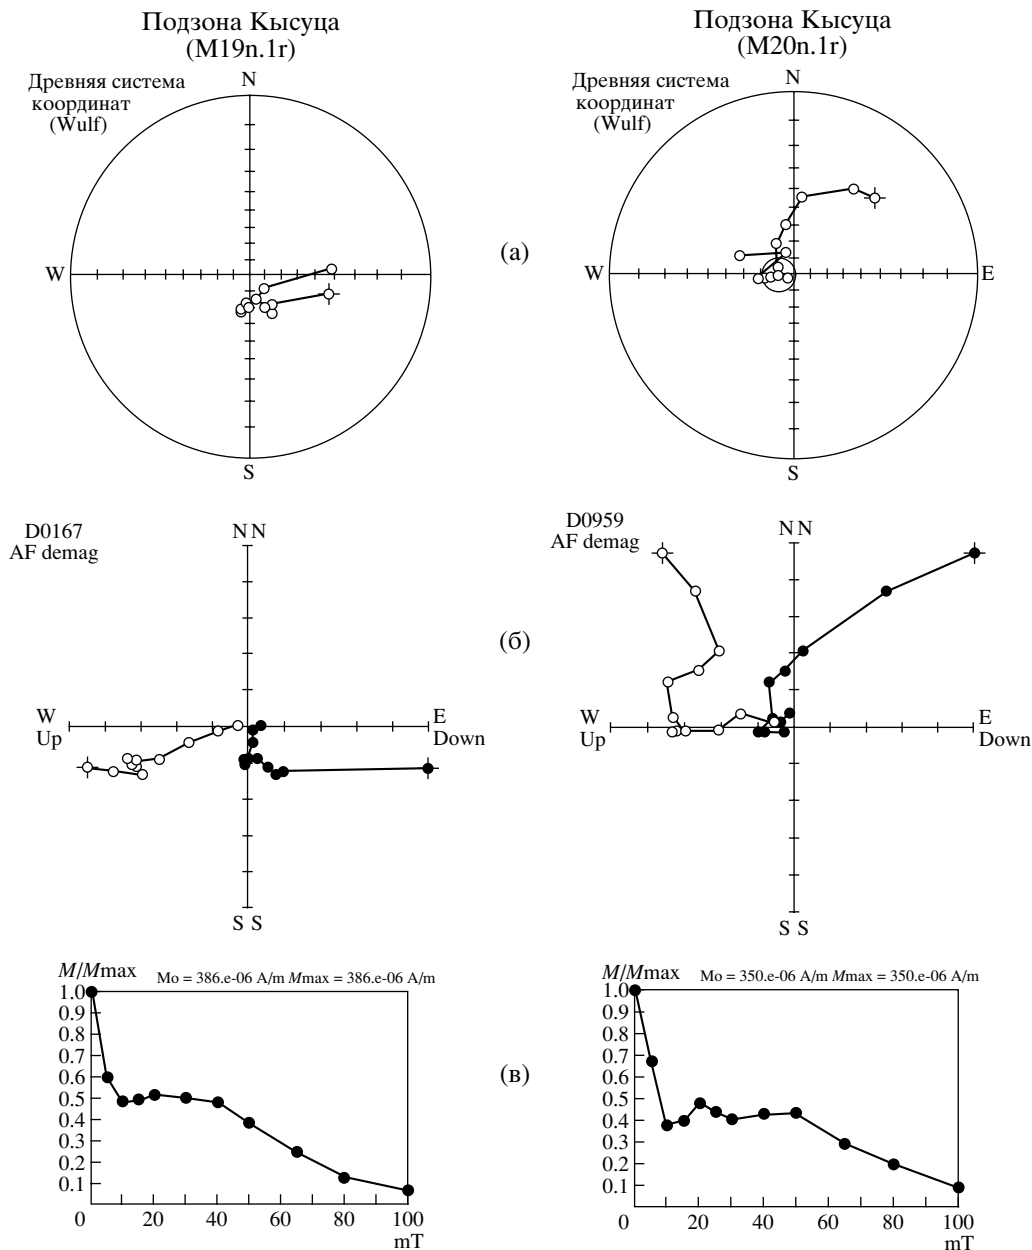 Подзона Кысуца
(M19n.1r)
Подзона Кысуца
(M20n.1r)
Древняя система
координат
(Wulf)
N
W
S
(а)
Древняя система
координат
(Wulf)
N
W
E
S
D0167
AF demag
N N
W
Up
E
Down
S S
(б)
D0959
AF demag
N N
W
Up
E
Down
S S
M/Mmax
Mo = 386.e-06 A/m Mmax = 386.e-06 A/m
1.0
0.9
0.8
0.7
0.6
0.5
0.4
0.3
0.2
0.1
0
20
40
60
80
100
mT
(в)
M/Mmax
Mo = 350.e-06 A/m Mmax = 350.e-06 A/m
1.0
0.9
0.8
0.7
0.6
0.5
0.4
0.3
0.2
0.1
0
20
40
60
80
100
mT